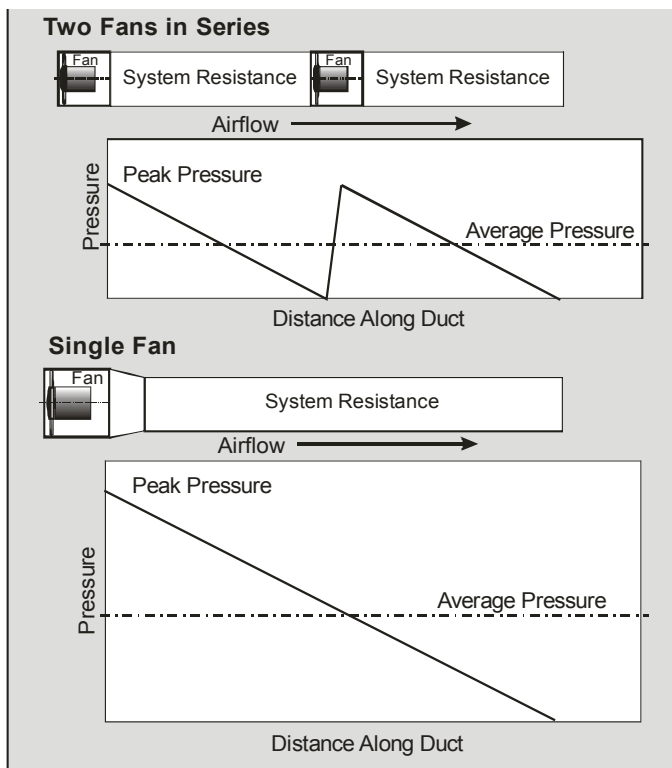 Two Fans in Series
Fan
System Resistance
Fan
System Resistance
Airflow
Pressure
Peak Pressure
Average Pressure
Distance Along Duct
Single Fan
Fan
System Resistance
Airflow
Pressure
Peak Pressure
Average Pressure
Distance Along Duct